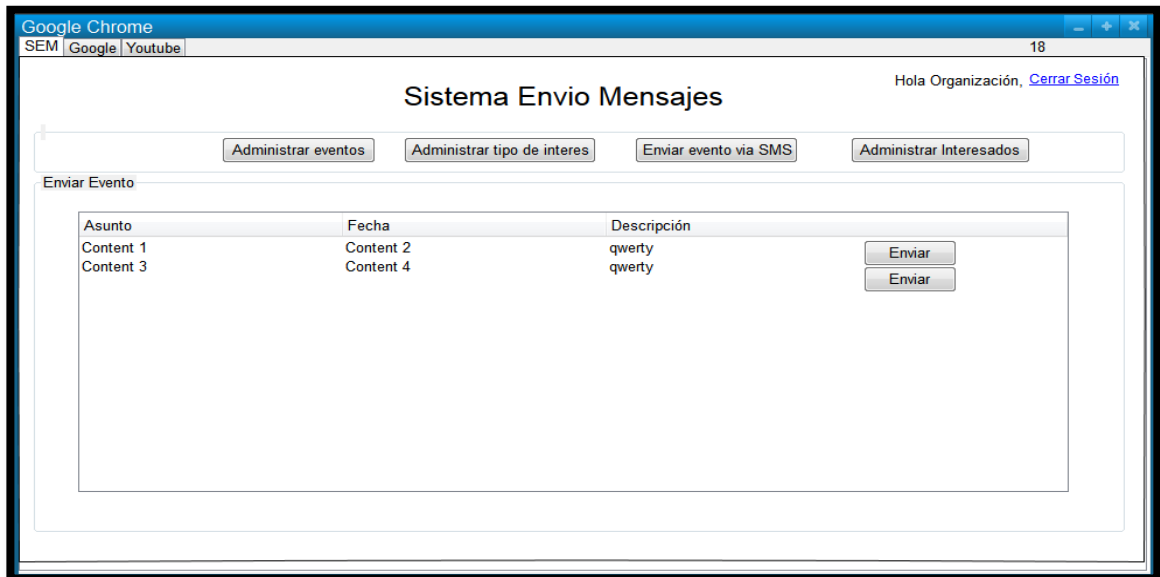 Google Chrome
SEM Google Youtube 18
Hola Organización, Cerrar Sesión
Sistema Envio Mensajes
Administrar eventos Administrar tipo de interes Enviar evento via SMS Administrar Interesados
Enviar Evento
Asunto Fecha Descripción
Content 1 Content 2 qwerty Enviar
Content 3 Content 4 qwerty Enviar